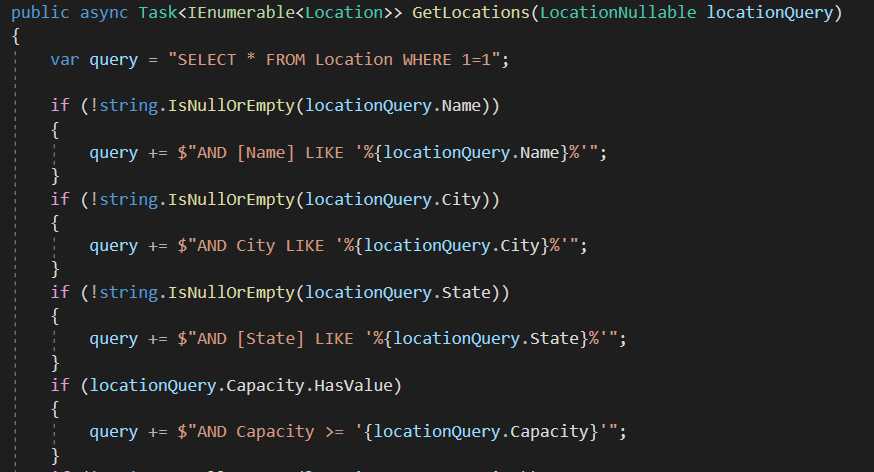 public async Task<IEnumerable<Location>> GetLocations(LocationNullable locationQuery)
{
var query = "SELECT * FROM Location WHERE 1=1";
if (!string.IsNullOrEmpty(locationQuery.Name))
{
query += $"AND [Name] LIKE '%{locationQuery.Name}%'";
}
if (!string.IsNullOrEmpty(locationQuery.City))
{
query += $"AND City LIKE '%{locationQuery.City}%'";
}
if (!string.IsNullOrEmpty(locationQuery.State))
{
query += $"AND [State] LIKE '%{locationQuery.State}%'";
}
if (locationQuery.Capacity.HasValue)
{
query += $"AND Capacity >= '{locationQuery.Capacity}'";
}